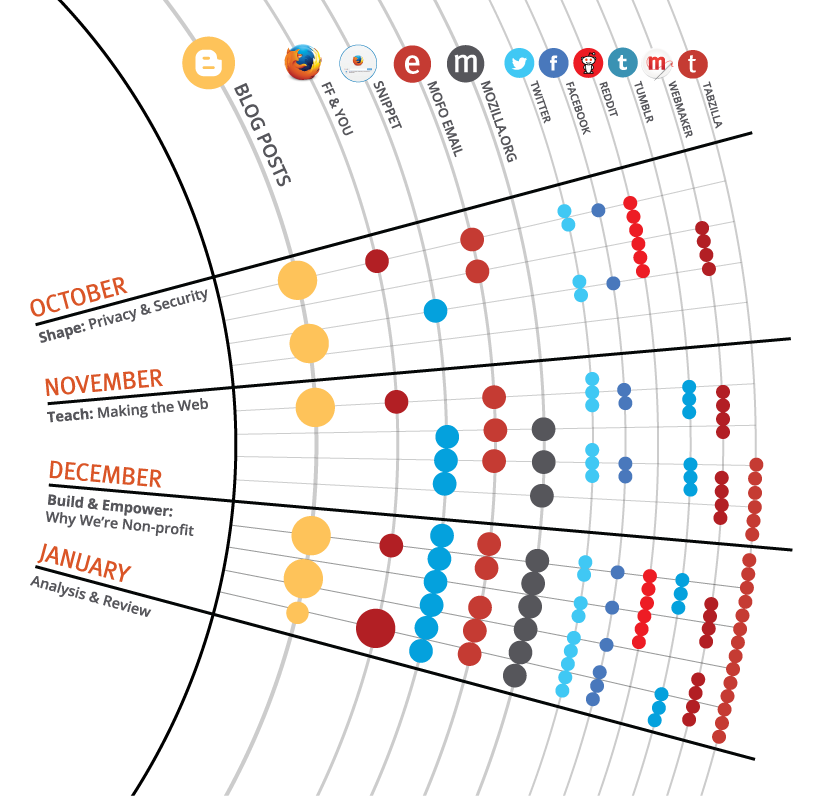 e
m
f
t
m
t
BLOG POSTS
FF & YOU
SNIPPET
MOFO EMAIL
MOZILLA.ORG
TWITTER
FACEBOOK
REDDIT
TUMBLR
WEBMAKER
TABZILLA
OCTOBER
Shape: Privacy & Security
NOVEMBER
Teach: Making the Web
DECEMBER
Build & Empower:
Why We're Non-profit
JANUARY
Analysis & Review